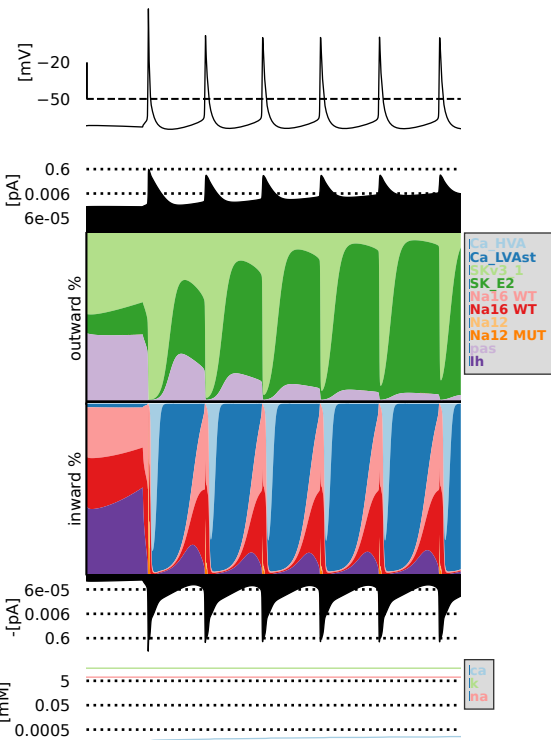 [mV]
−20
−50
[pA]
0.6
0.006
6e-05
outward %
Ca_HVA
Ca_LVAst
SKv3_1
SK_E2
Na16 WT
Na16 WT
Na12
Na12 MUT
pas
Ih
inward %
-[pA]
6e-05
0.006
0.6
[mM]
5
0.05
0.0005
ca
k
na